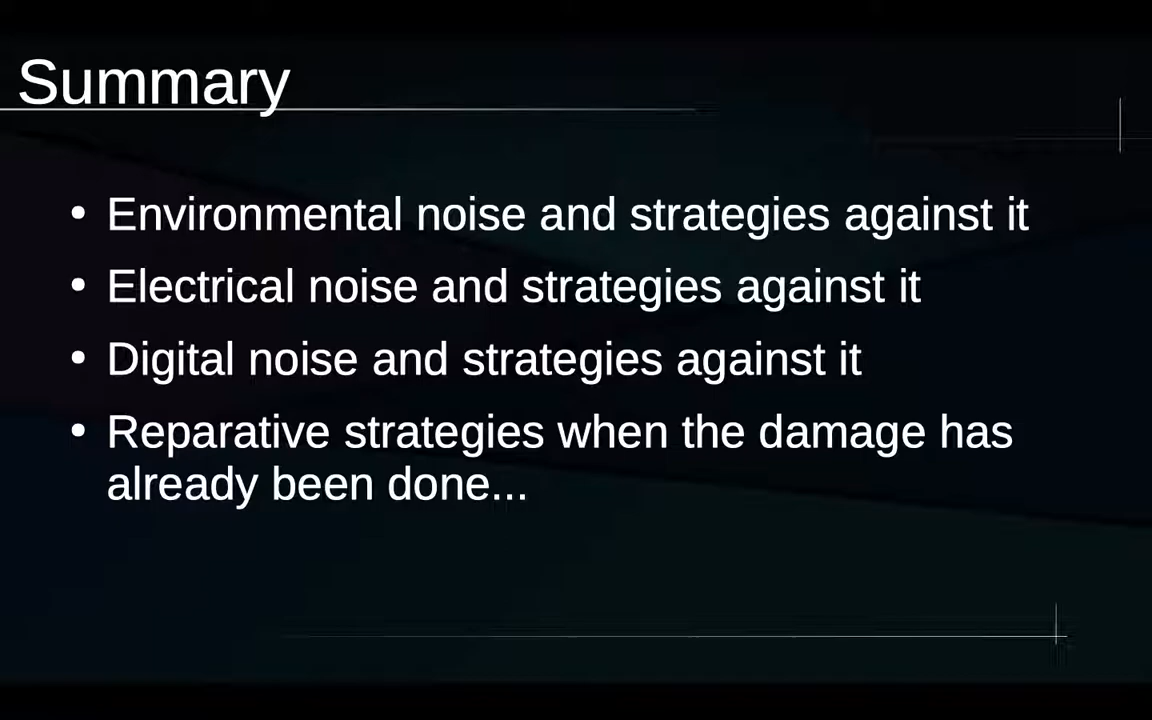 Summary
• Environmental noise and strategies against it
• Electrical noise and strategies against it
• Digital noise and strategies against it
• Reparative strategies when the damage has
already been done...